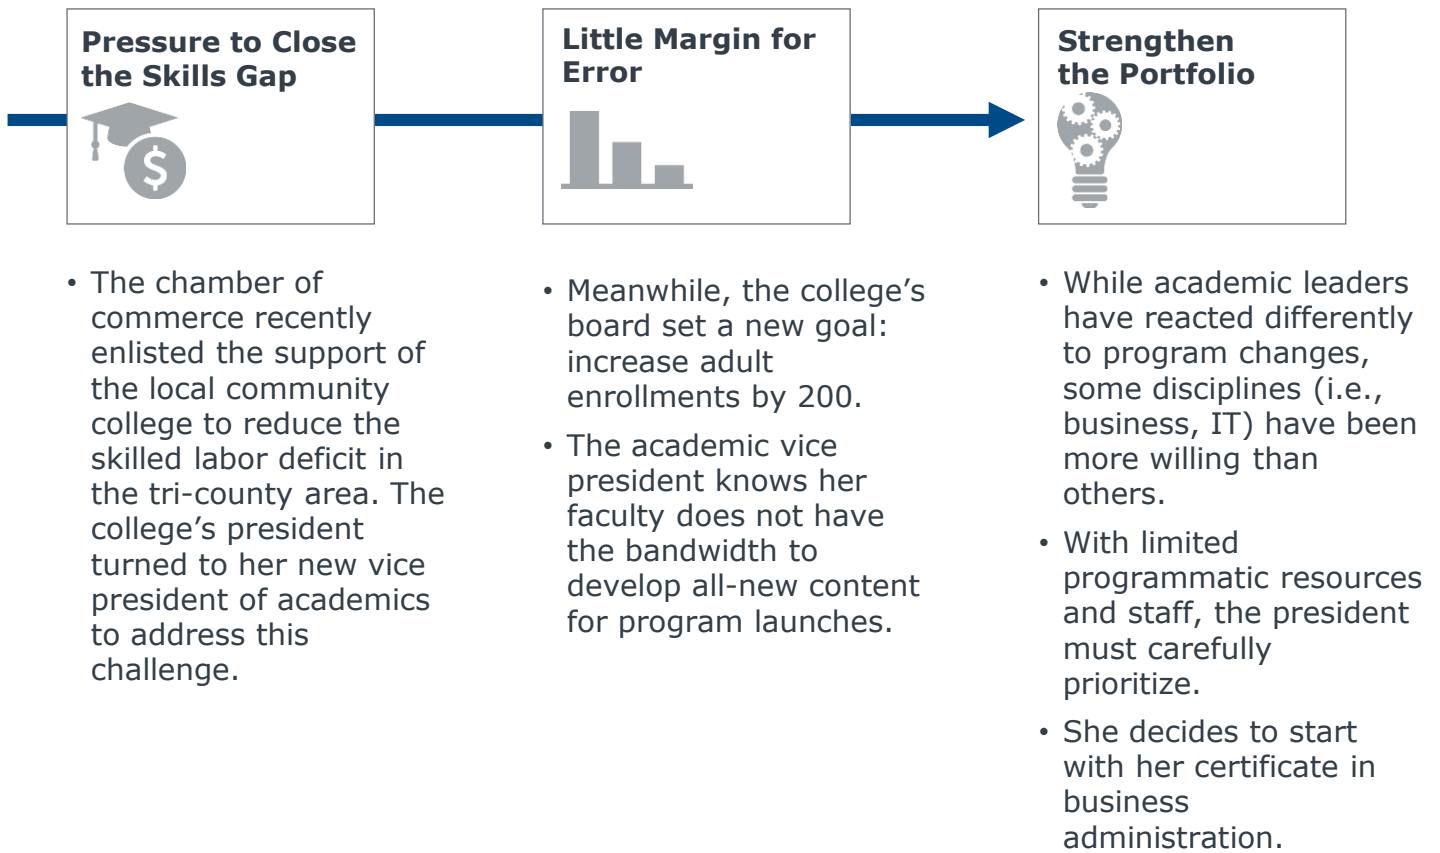 Pressure to Close
the Skills Gap
$
• The chamber of
commerce recently
enlisted the support of
the local community
college to reduce the
skilled labor deficit in
the tri-county area. The
college’s president
turned to her new vice
president of academics
to address this
challenge.
Little Margin for
Error
• Meanwhile, the college’s
board set a new goal:
increase adult
enrollments by 200.
• The academic vice
president knows her
faculty does not have
the bandwidth to
develop all-new content
for program launches.
Strengthen
the Portfolio
• While academic leaders
have reacted differently
to program changes,
some disciplines (i.e.,
business, IT) have been
more willing than
others.
• With limited
programmatic resources
and staff, the president
must carefully
prioritize.
• She decides to start
with her certificate in
business
administration.